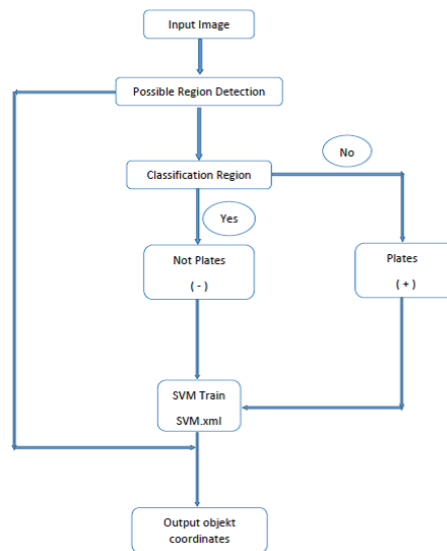 Input Image
Possible Region Detection
No
Classification Region
Yes
Not Plates
( - )
Plates
( + )
SVM Train
SVM.xml
Output objekt
coordinates